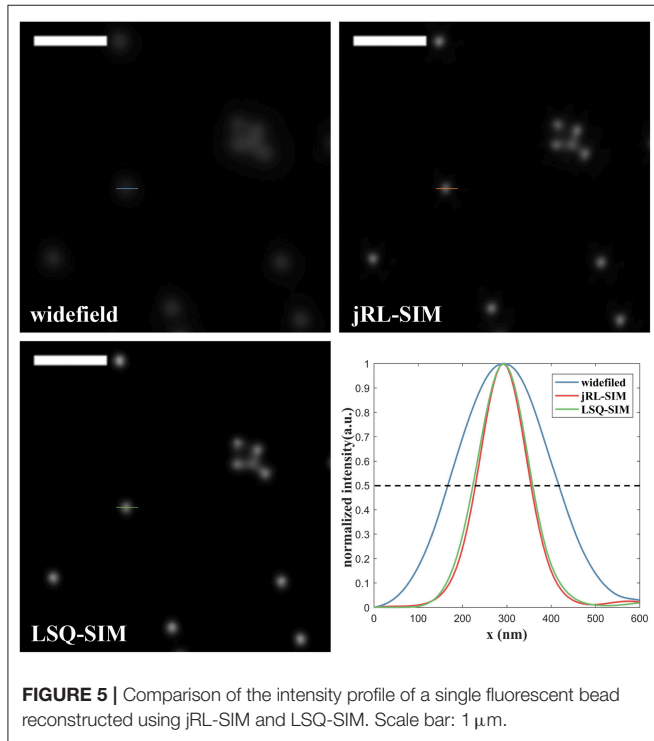 widefield
jRL-SIM
LSQ-SIM
1
0.9
0.8
0.7
0.6
0.5
0.4
0.3
0.2
0.1
0
normalized intensity(a.u.)
widefiled
jRL-SIM
LSQ-SIM
0 100 200 300 400 500 600
x (nm)
FIGURE 5 | Comparison of the intensity profile of a single fluorescent bead
reconstructed using jRL-SIM and LSQ-SIM. Scale bar: 1 μm.